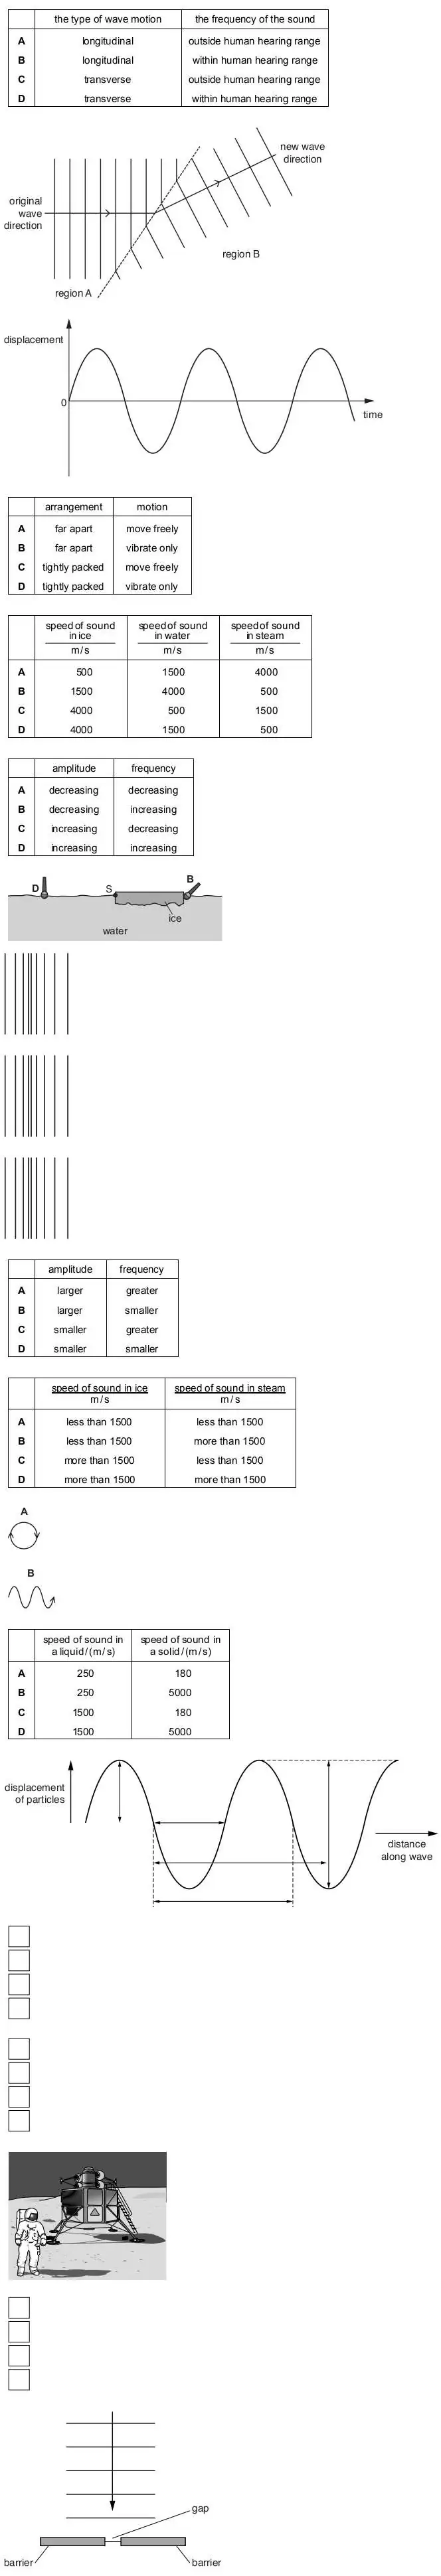 the type of wave motion the frequency of the sound
A longitudinal outside human hearing range
B longitudinal within human hearing range
C transverse outside human hearing range
D transverse within human hearing range
new wave
direction
original
wave
direction
region B
region A
displacement
0
time
arrangement motion
A far apart move freely
B far apart vibrate only
C tightly packed move freely
D tightly packed vibrate only
speed of sound speed of sound speed of sound
in ice in water in steam
m/s m/s m/s
A 500 1500 4000
B 1500 4000 500
C 4000 500 1500
D 4000 1500 500
amplitude frequency
A decreasing decreasing
B decreasing increasing
C increasing decreasing
D increasing increasing
D S B
ice
water
amplitude frequency
A larger greater
B larger smaller
C smaller greater
D smaller smaller
speed of sound in ice speed of sound in steam
m/s m/s
A less than 1500 less than 1500
B less than 1500 more than 1500
C more than 1500 less than 1500
D more than 1500 more than 1500
A
B
speed of sound in speed of sound in
a liquid/(m/s) a solid/(m/s)
A 250 180
B 250 5000
C 1500 180
D 1500 5000
displacement
of particles
distance
along wave
gap
barrier barrier